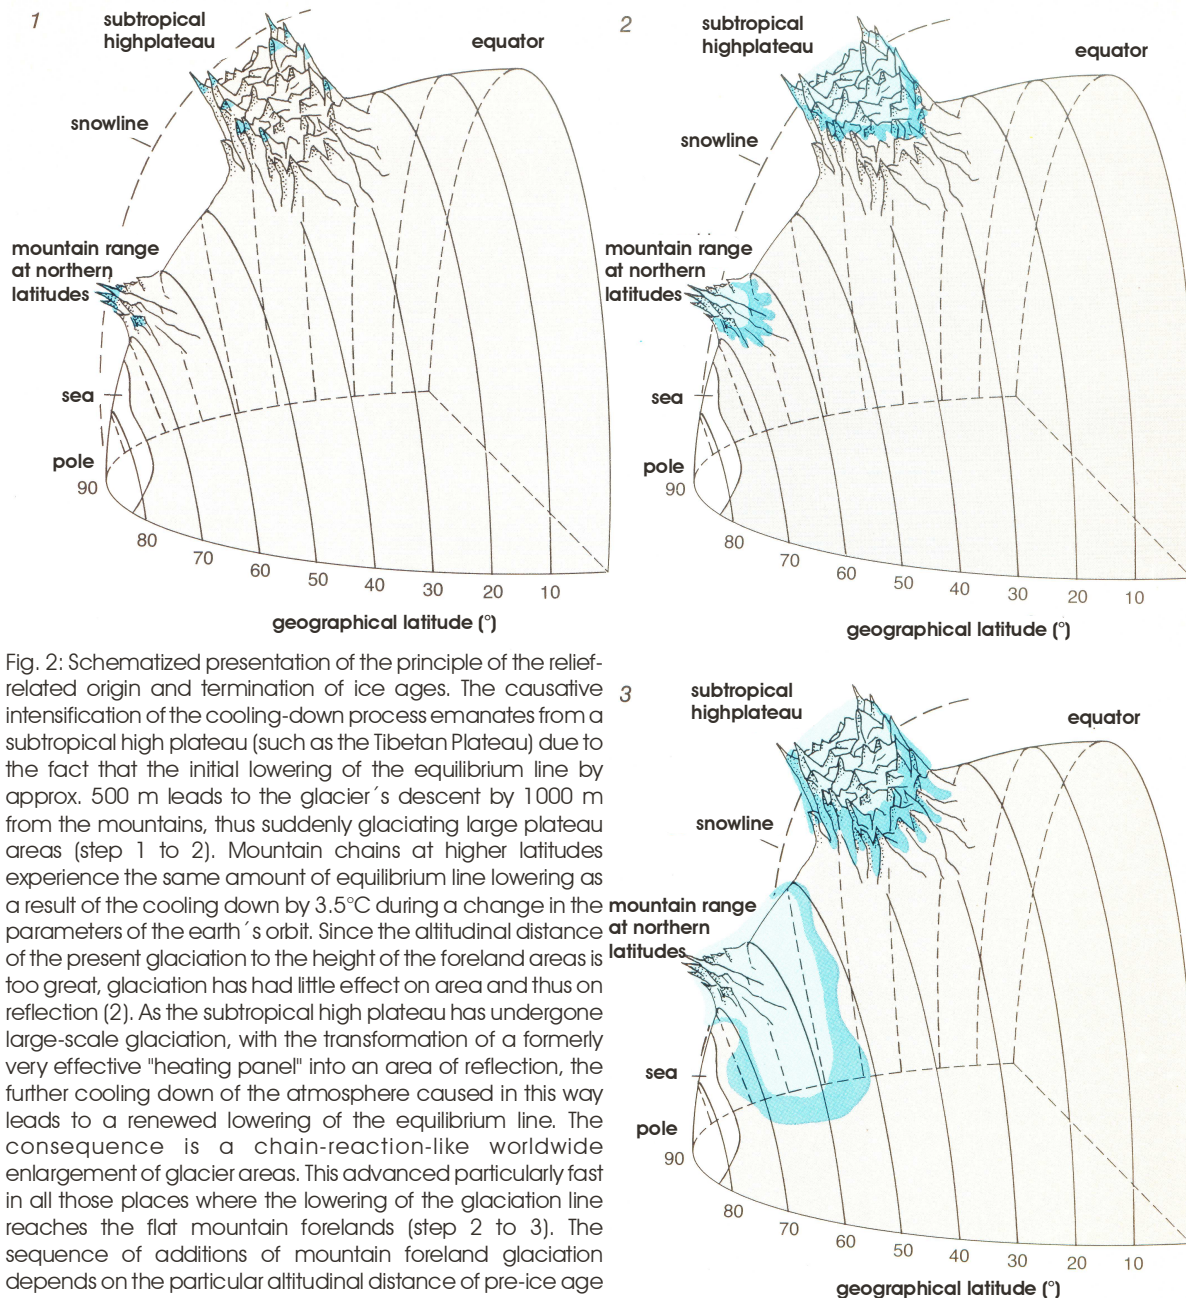 1
subtropical
highplateau
equator
snowline
mountain range
at northern
latitudes
sea
pole
90
80
70
60
50
40
30
20
10
geographical latitude (°)
2
subtropical
highplateau
equator
snowline
mountain range
at northern
latitudes
sea
pole
90
80
70
60
50
40
30
20
10
geographical latitude (°)
Fig. 2: Schematized presentation of the principle of the relief-
related origin and termination of ice ages. The causative
intensification of the cooling-down process emanates from a
subtropical high plateau (such as the Tibetan Plateau) due to
the fact that the initial lowering of the equilibrium line by
approx. 500 m leads to the glacier´s descent by 1000 m
from the mountains, thus suddenly glaciating large plateau
areas (step 1 to 2). Mountain chains at higher latitudes
experience the same amount of equilibrium line lowering as
a result of the cooling down by 3.5°C during a change in the
parameters of the earth´s orbit. Since the altitudinal distance
of the present glaciation to the height of the foreland areas is
too great, glaciation has had little effect on area and thus on
reflection (2). As the subtropical high plateau has undergone
large-scale glaciation, with the transformation of a formerly
very effective "heating panel" into an area of reflection, the
further cooling down of the atmosphere caused in this way
leads to a renewed lowering of the equilibrium line. The
consequence is a chain-reaction-like worldwide
enlargement of glacier areas. This advanced particularly fast
in all those places where the lowering of the glaciation line
reaches the flat mountain forelands (step 2 to 3). The
sequence of additions of mountain foreland glaciation
depends on the particular altitudinal distance of pre-ice age
3
subtropical
highplateau
equator
snowline
mountain range
at northern
latitudes
sea
pole
90
80
70
60
50
40
30
20
10
geographical latitude (°)